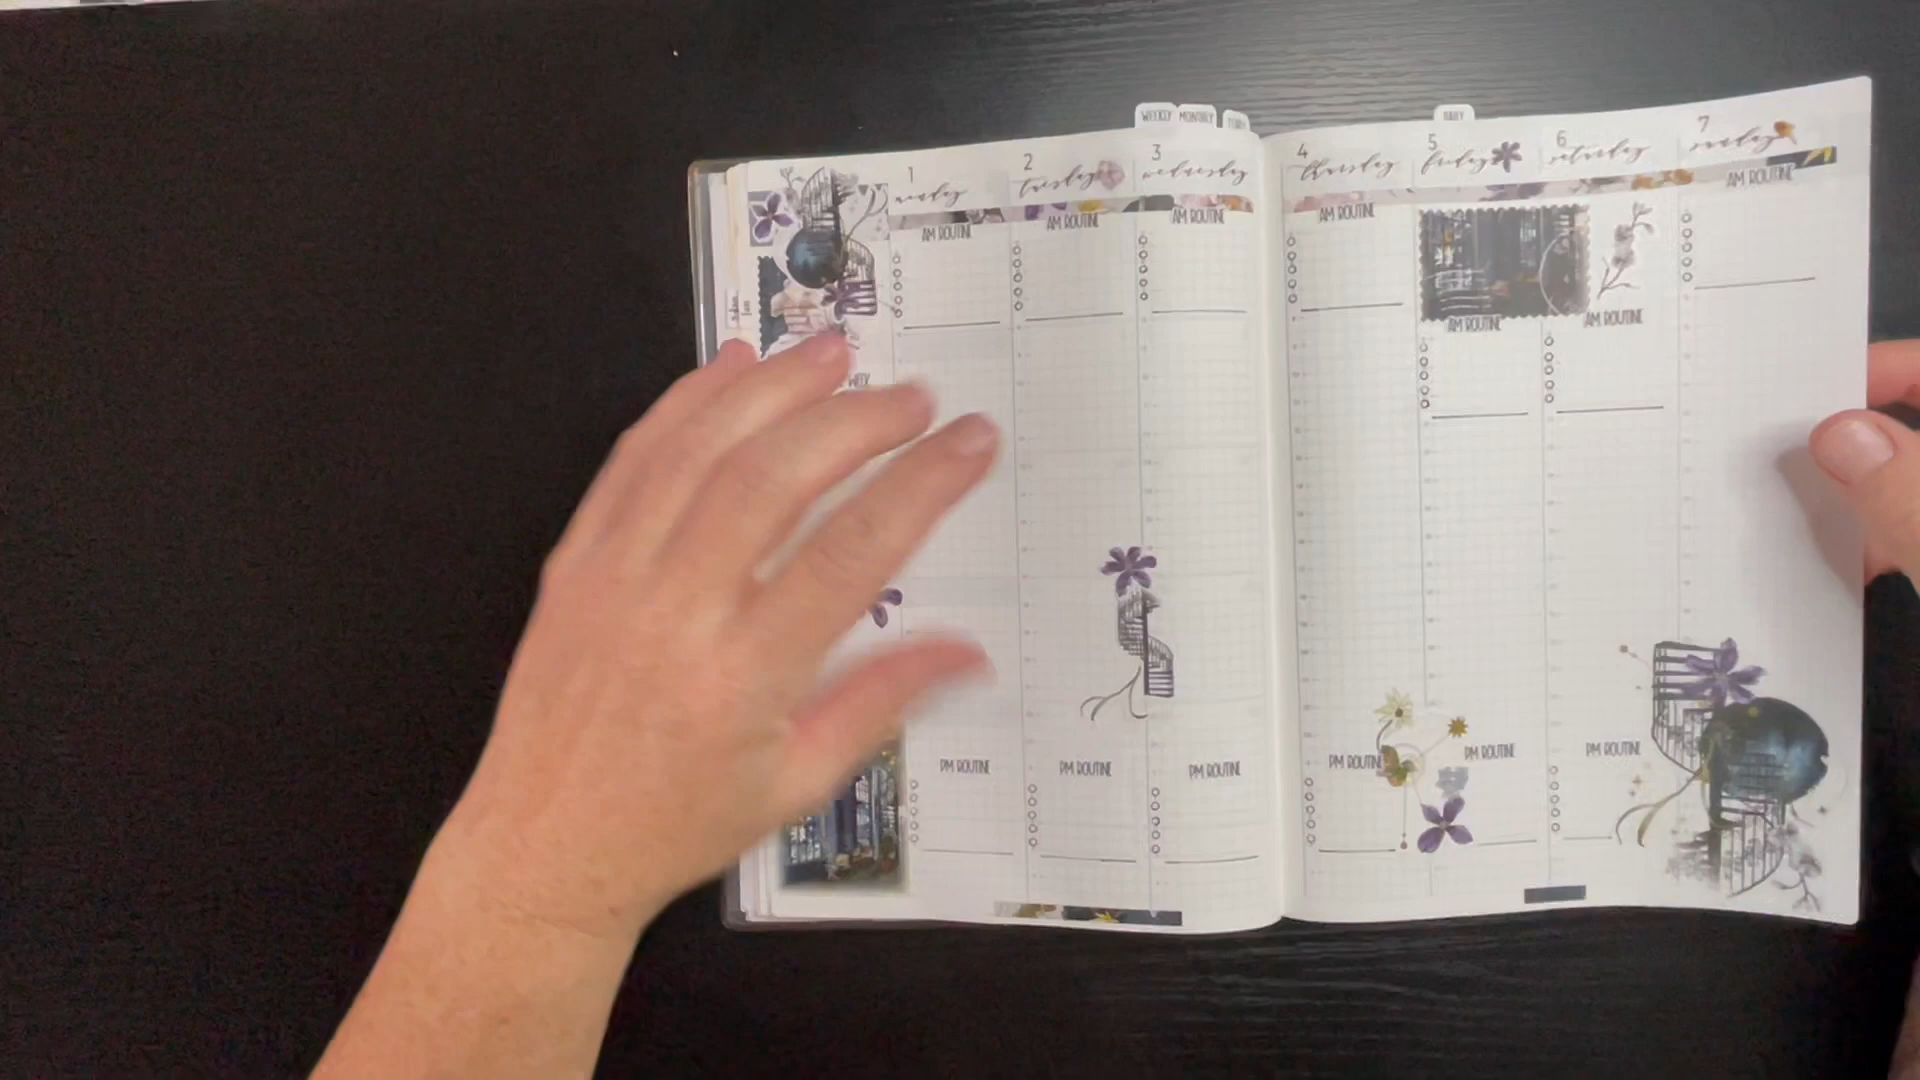 WEEKLY MONTHLY
DAILY
1 2 3 4 5 6 7
monday tuesday wednesday thursday friday saturday sunday
AM ROUTINE AM ROUTINE AM ROUTINE AM ROUTINE AM ROUTINE
AM ROUTINE AM ROUTINE
WEEK
PM ROUTINE PM ROUTINE PM ROUTINE PM ROUTINE PM ROUTINE PM ROUTINE